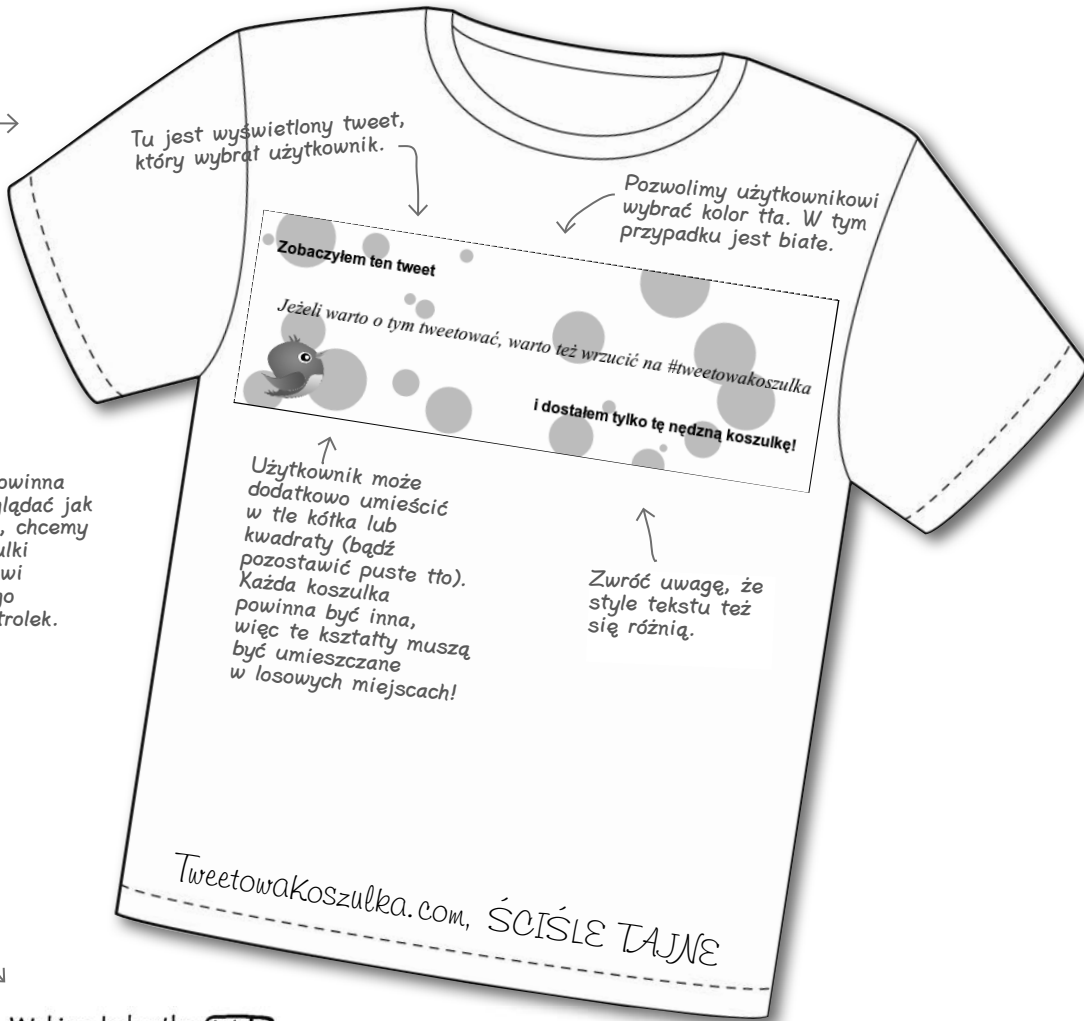 Tu jest wyświetlony tweet,
który wybrał użytkownik.
Pozwolimy użytkownikowi
wybrać kolor tła. W tym
przypadku jest białe.
Zobaczyłem ten tweet
Jeżeli warto o tym tweetować, warto też wrzucić na #tweetowakoszulka
i dostałem tylko tę nędzną koszulkę!
Użytkownik może
dodatkowo umieścić
w tle kółka lub
kwadraty (bądź
pozostawić puste tło).
Każda koszulka
powinna być inna,
więc te kształty muszą
być umieszczane
w losowych miejscach!
Zwróć uwagę, że
style tekstu też
się różnią.
chcemy
TweetowaKoszulka.com, ŚCIŚLE TAJNE